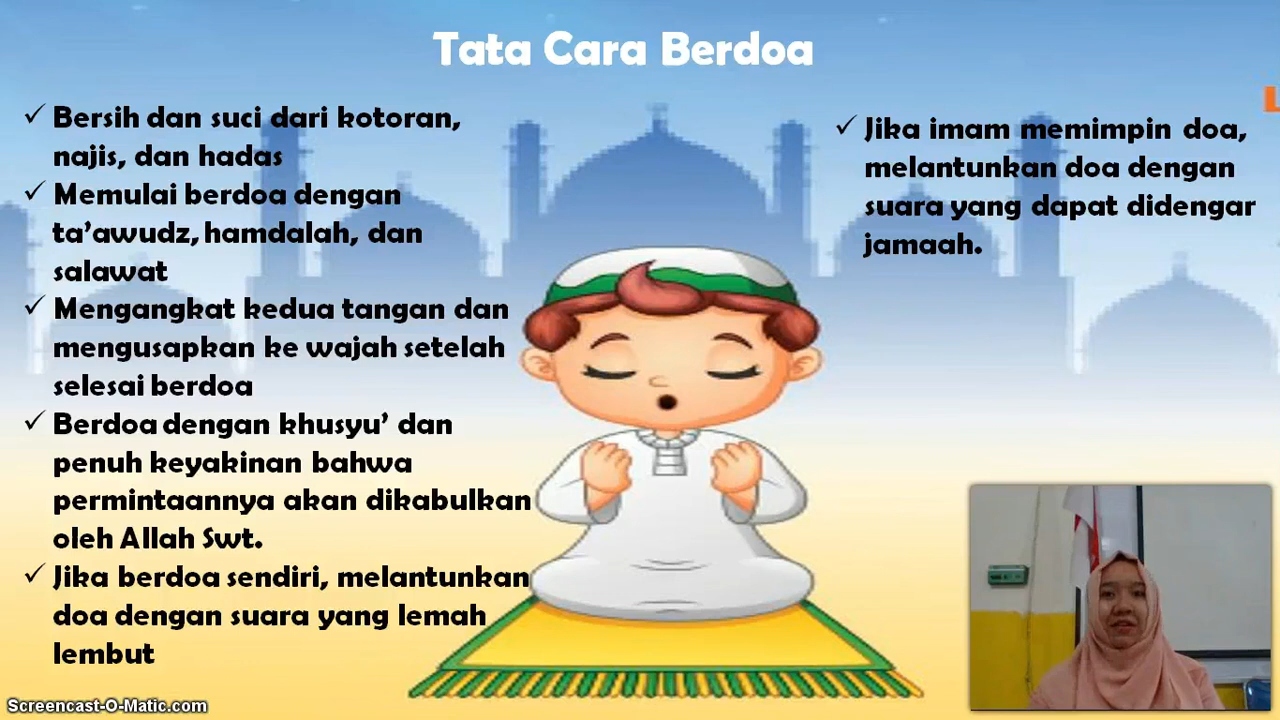 Tata Cara Berdoa
✓ Bersih dan suci dari kotoran,
najis, dan hadas
✓ Memulai berdoa dengan
ta’awudz, hamdalah, dan
salawat
✓ Mengangkat kedua tangan dan
mengusapkan ke wajah setelah
selesai berdoa
✓ Berdoa dengan khusyu’ dan
penuh keyakinan bahwa
permintaannya akan dikabulkan
oleh Allah Swt.
✓ Jika berdoa sendiri, melantunkan
doa dengan suara yang lemah
lembut
✓ Jika imam memimpin doa,
melantunkan doa dengan
suara yang dapat didengar
jamaah.
L
Screencast-O-Matic.com